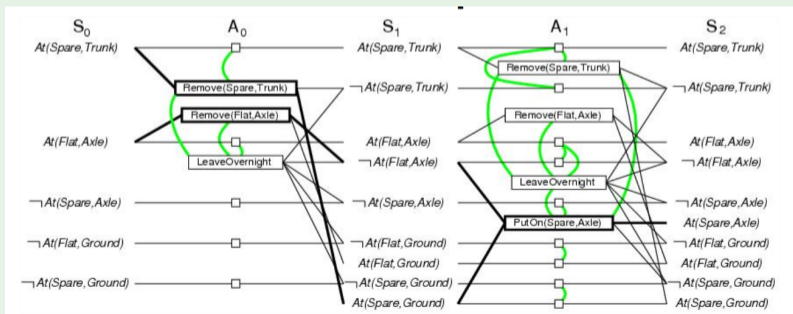 S0 A0 S1 A1 S2
At(Spare,Trunk) At(Spare,Trunk) At(Spare,Trunk)
Remove(Spare,Trunk)
Remove(Spare,Trunk) ¬At(Spare,Trunk) ¬At(Spare,Trunk)
Remove(Flat,Axle) Remove(Flat,Axle)
At(Flat,Axle) At(Flat,Axle) At(Flat,Axle)
LeaveOvernight ¬At(Flat,Axle) ¬At(Flat,Axle)
LeaveOvernight
¬At(Spare,Axle) ¬At(Spare,Axle) ¬At(Spare,Axle)
PutOn(Spare,Axle) At(Spare,Axle)
¬At(Flat,Ground) ¬At(Flat,Ground) ¬At(Flat,Ground)
At(Flat,Ground) At(Flat,Ground)
¬At(Spare,Ground) ¬At(Spare,Ground) ¬At(Spare,Ground)
At(Spare,Ground) At(Spare,Ground)